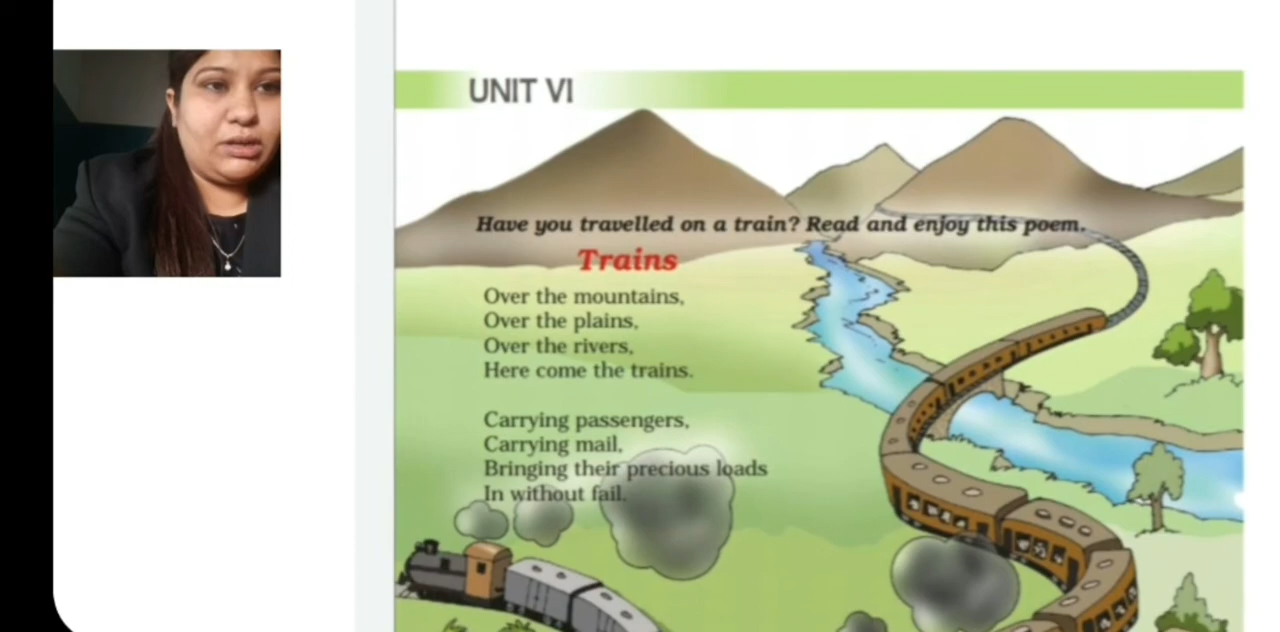 UNIT VI
Have you travelled on a train? Read and enjoy this poem.
Trains
Over the mountains,
Over the plains,
Over the rivers,
Here come the trains.
Carrying passengers,
Carrying mail,
Bringing their precious loads
In without fail.